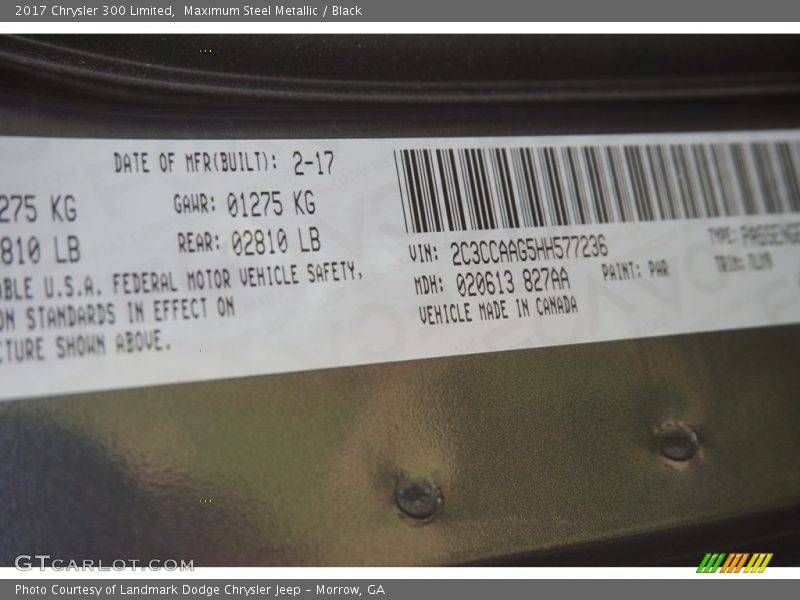 2017 Chrysler 300 Limited, Maximum Steel Metallic / Black
DATE OF MFR(BUILT): 2-17
275 KG GAWR: 01275 KG
810 LB REAR: 02810 LB
BLE U.S.A. FEDERAL MOTOR VEHICLE SAFETY,
ON STANDARDS IN EFFECT ON
CTURE SHOWN ABOVE.
VIN: 2C3CCAAG5HH577236 TYPE: PASSENGE
MDH: 020613 827AA PAINT: PAR TRIM:
VEHICLE MADE IN CANADA
GTcarlot.com
Photo Courtesy of Landmark Dodge Chrysler Jeep – Morrow, GA